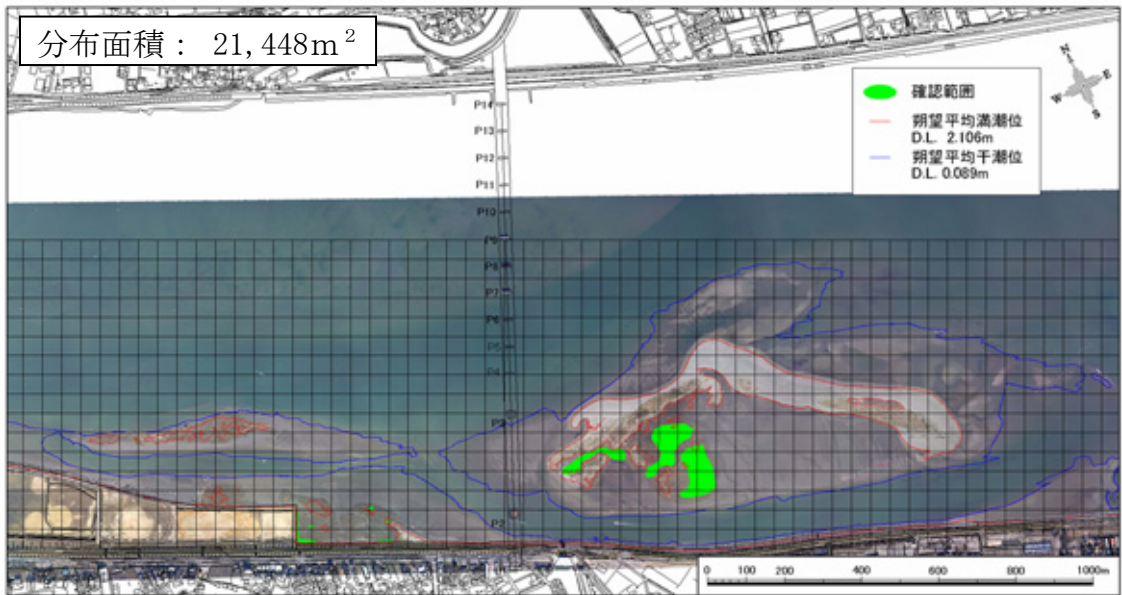 分布面積： 21,448m²
N
E
W
S
確認範囲
朔望平均満潮位
D.L. 2.106m
朔望平均干潮位
D.L. 0.089m
P14
P13
P12
P11
P10
P9
P8
P7
P6
P5
P4
P3
P2
0 100 200 400 600 800 1000m